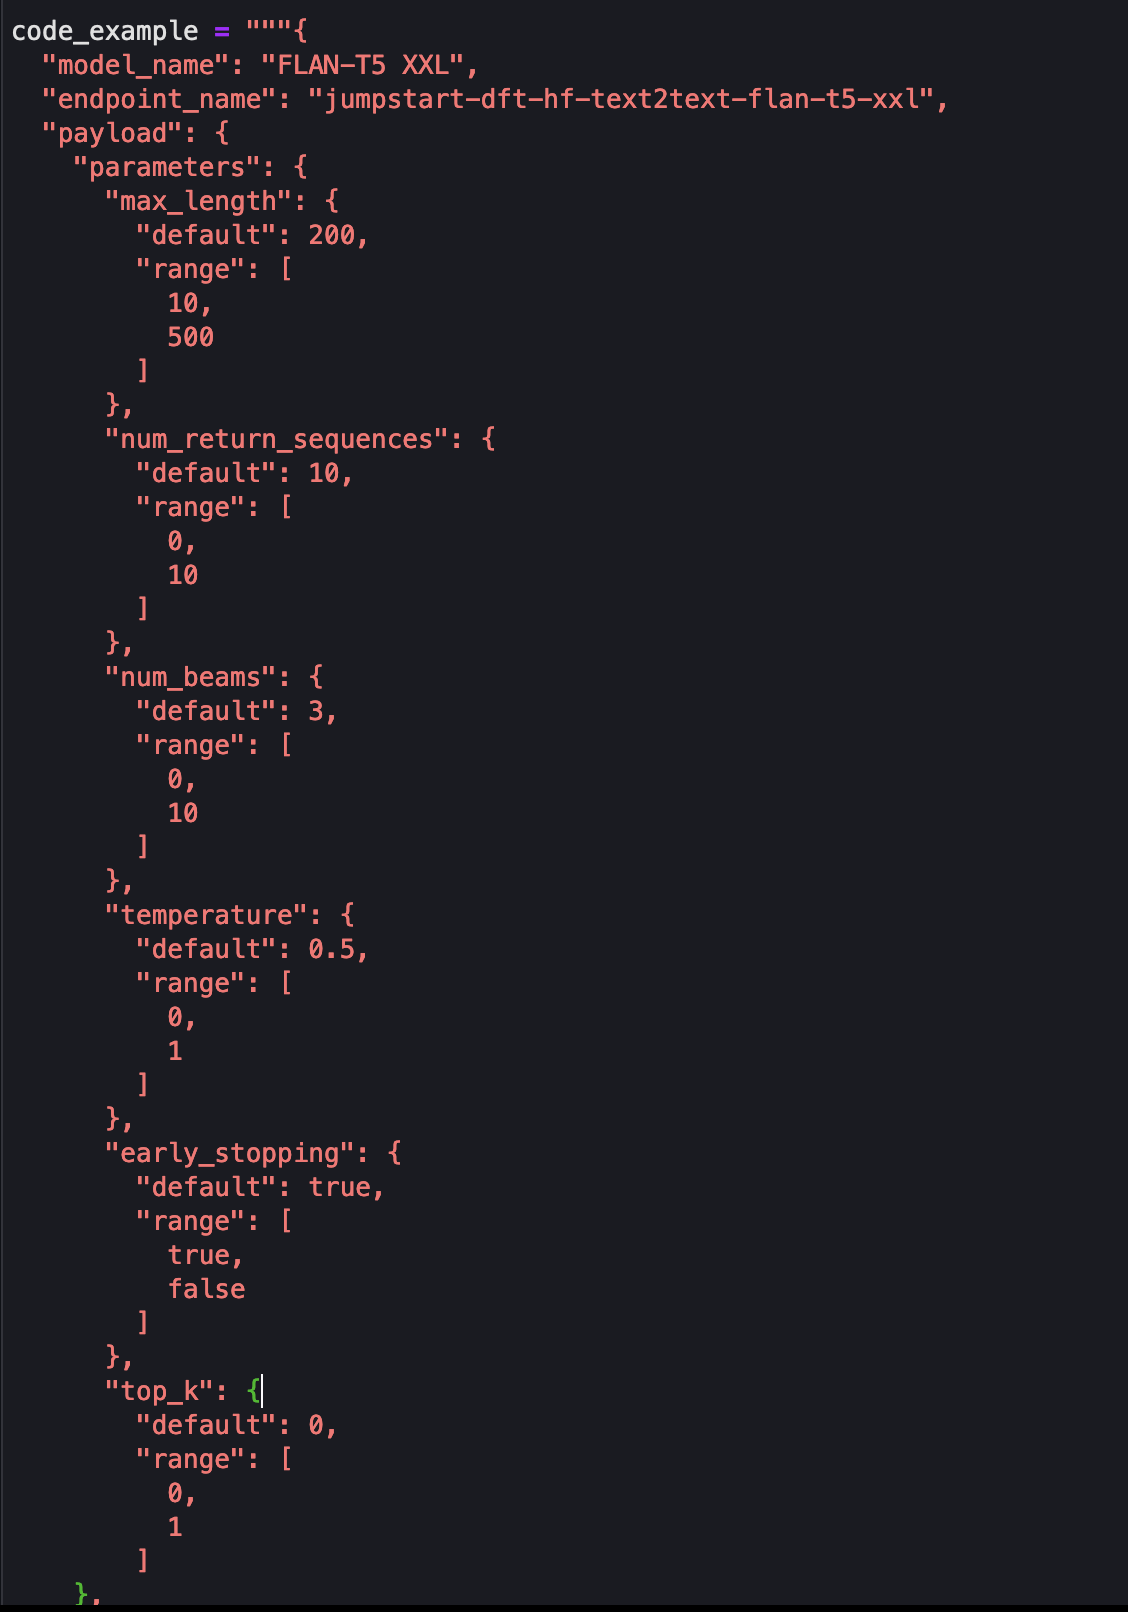 code_example = """{
  "model_name": "FLAN-T5 XXL",
  "endpoint_name": "jumpstart-dft-hf-text2text-flan-t5-xxl",
  "payload": {
    "parameters": {
      "max_length": {
        "default": 200,
        "range": [
          10,
          500
        ]
      },
      "num_return_sequences": {
        "default": 10,
        "range": [
          0,
          10
        ]
      },
      "num_beams": {
        "default": 3,
        "range": [
          0,
          10
        ]
      },
      "temperature": {
        "default": 0.5,
        "range": [
          0,
          1
        ]
      },
      "early_stopping": {
        "default": true,
        "range": [
          true,
          false
        ]
      },
      "top_k": {
        "default": 0,
        "range": [
          0,
          1
        ]
    },